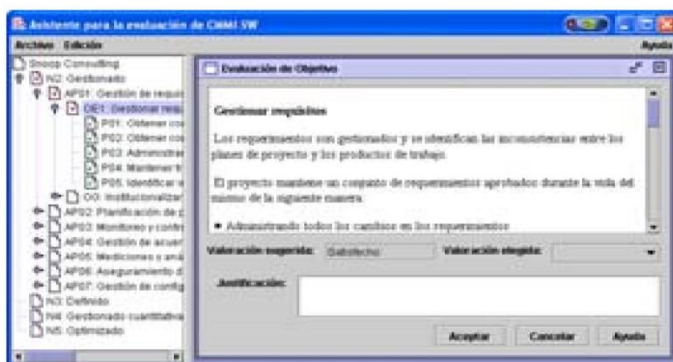 Asistente para la evaluación de CMMI SW
Archivo Edición Ayuda
Snoop Consulting
N2: Gestionado
AP01: Gestión de requis
OE1: Gestionar requ
P01: Obtener co
P02: Obtener co
P03: Administrar
P04: Mantener t
P05: Identificar
OG: Institucionalizar
AP02: Planificación de p
AP03: Monitoreo y contro
AP04: Gestión de acuer
AP05: Mediciones y aná
AP06: Aseguramiento d
AP07: Gestión de config
N3: Definido
N4: Gestionado cuantitativa
N5: Optimizado
Evaluación de Objetivo
Gestionar requisitos
Los requerimientos son gestionados y se identifican las inconsistencias entre los
planes de proyecto y los productos de trabajo.
El proyecto mantiene un conjunto de requerimientos aprobados durante la vida del
mismo de la siguiente manera:
• Administrando todos los cambios en los requerimientos
Valoración sugerida: Satisfecho Valoración elegida:
Justificación:
Aceptar Cancelar Ayuda